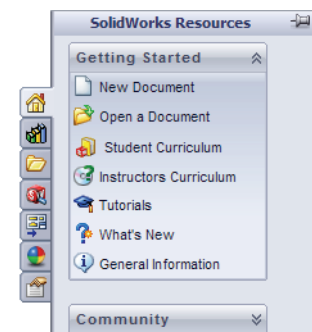 SolidWorks Resources
Getting Started
New Document
Open a Document
Student Curriculum
Instructors Curriculum
Tutorials
What's New
General Information
Community